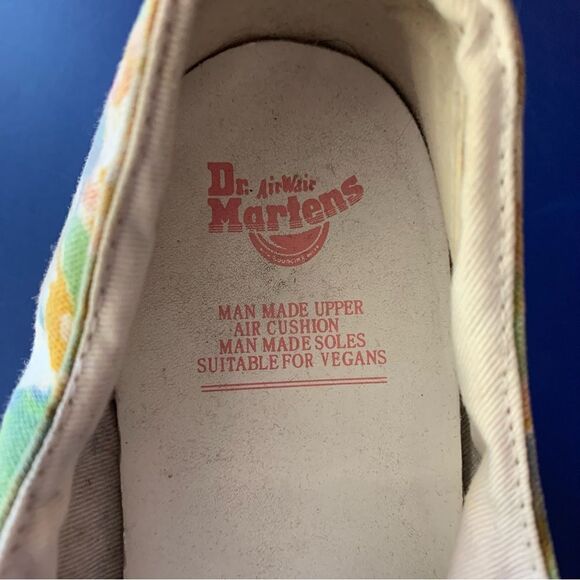 Dr. AirWair
Martens
MAN MADE UPPER
AIR CUSHION
MAN MADE SOLES
SUITABLE FOR VEGANS